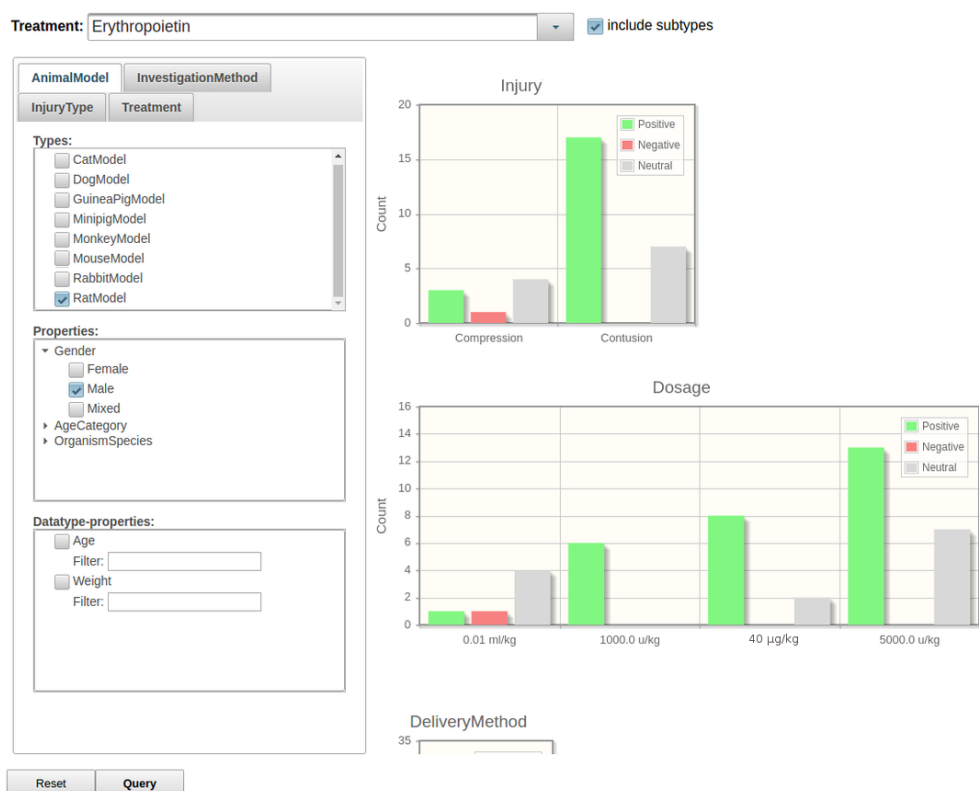 Treatment: Erythropoietin include subtypes
AnimalModel InvestigationMethod
InjuryType Treatment
Types:
CatModel
DogModel
GuineaPigModel
MinipigModel
MonkeyModel
MouseModel
RabbitModel
RatModel
Properties:
Gender
Female
Male
Mixed
AgeCategory
OrganismSpecies
Datatype-properties:
Age
Filter:
Weight
Filter:
Reset Query
Injury
20
15
10
5
0
Count
Positive
Negative
Neutral
Compression Contusion
Dosage
16
14
12
10
8
6
4
2
0
Count
Positive
Negative
Neutral
0.01 ml/kg 1000.0 u/kg 40 µg/kg 5000.0 u/kg
DeliveryMethod
35